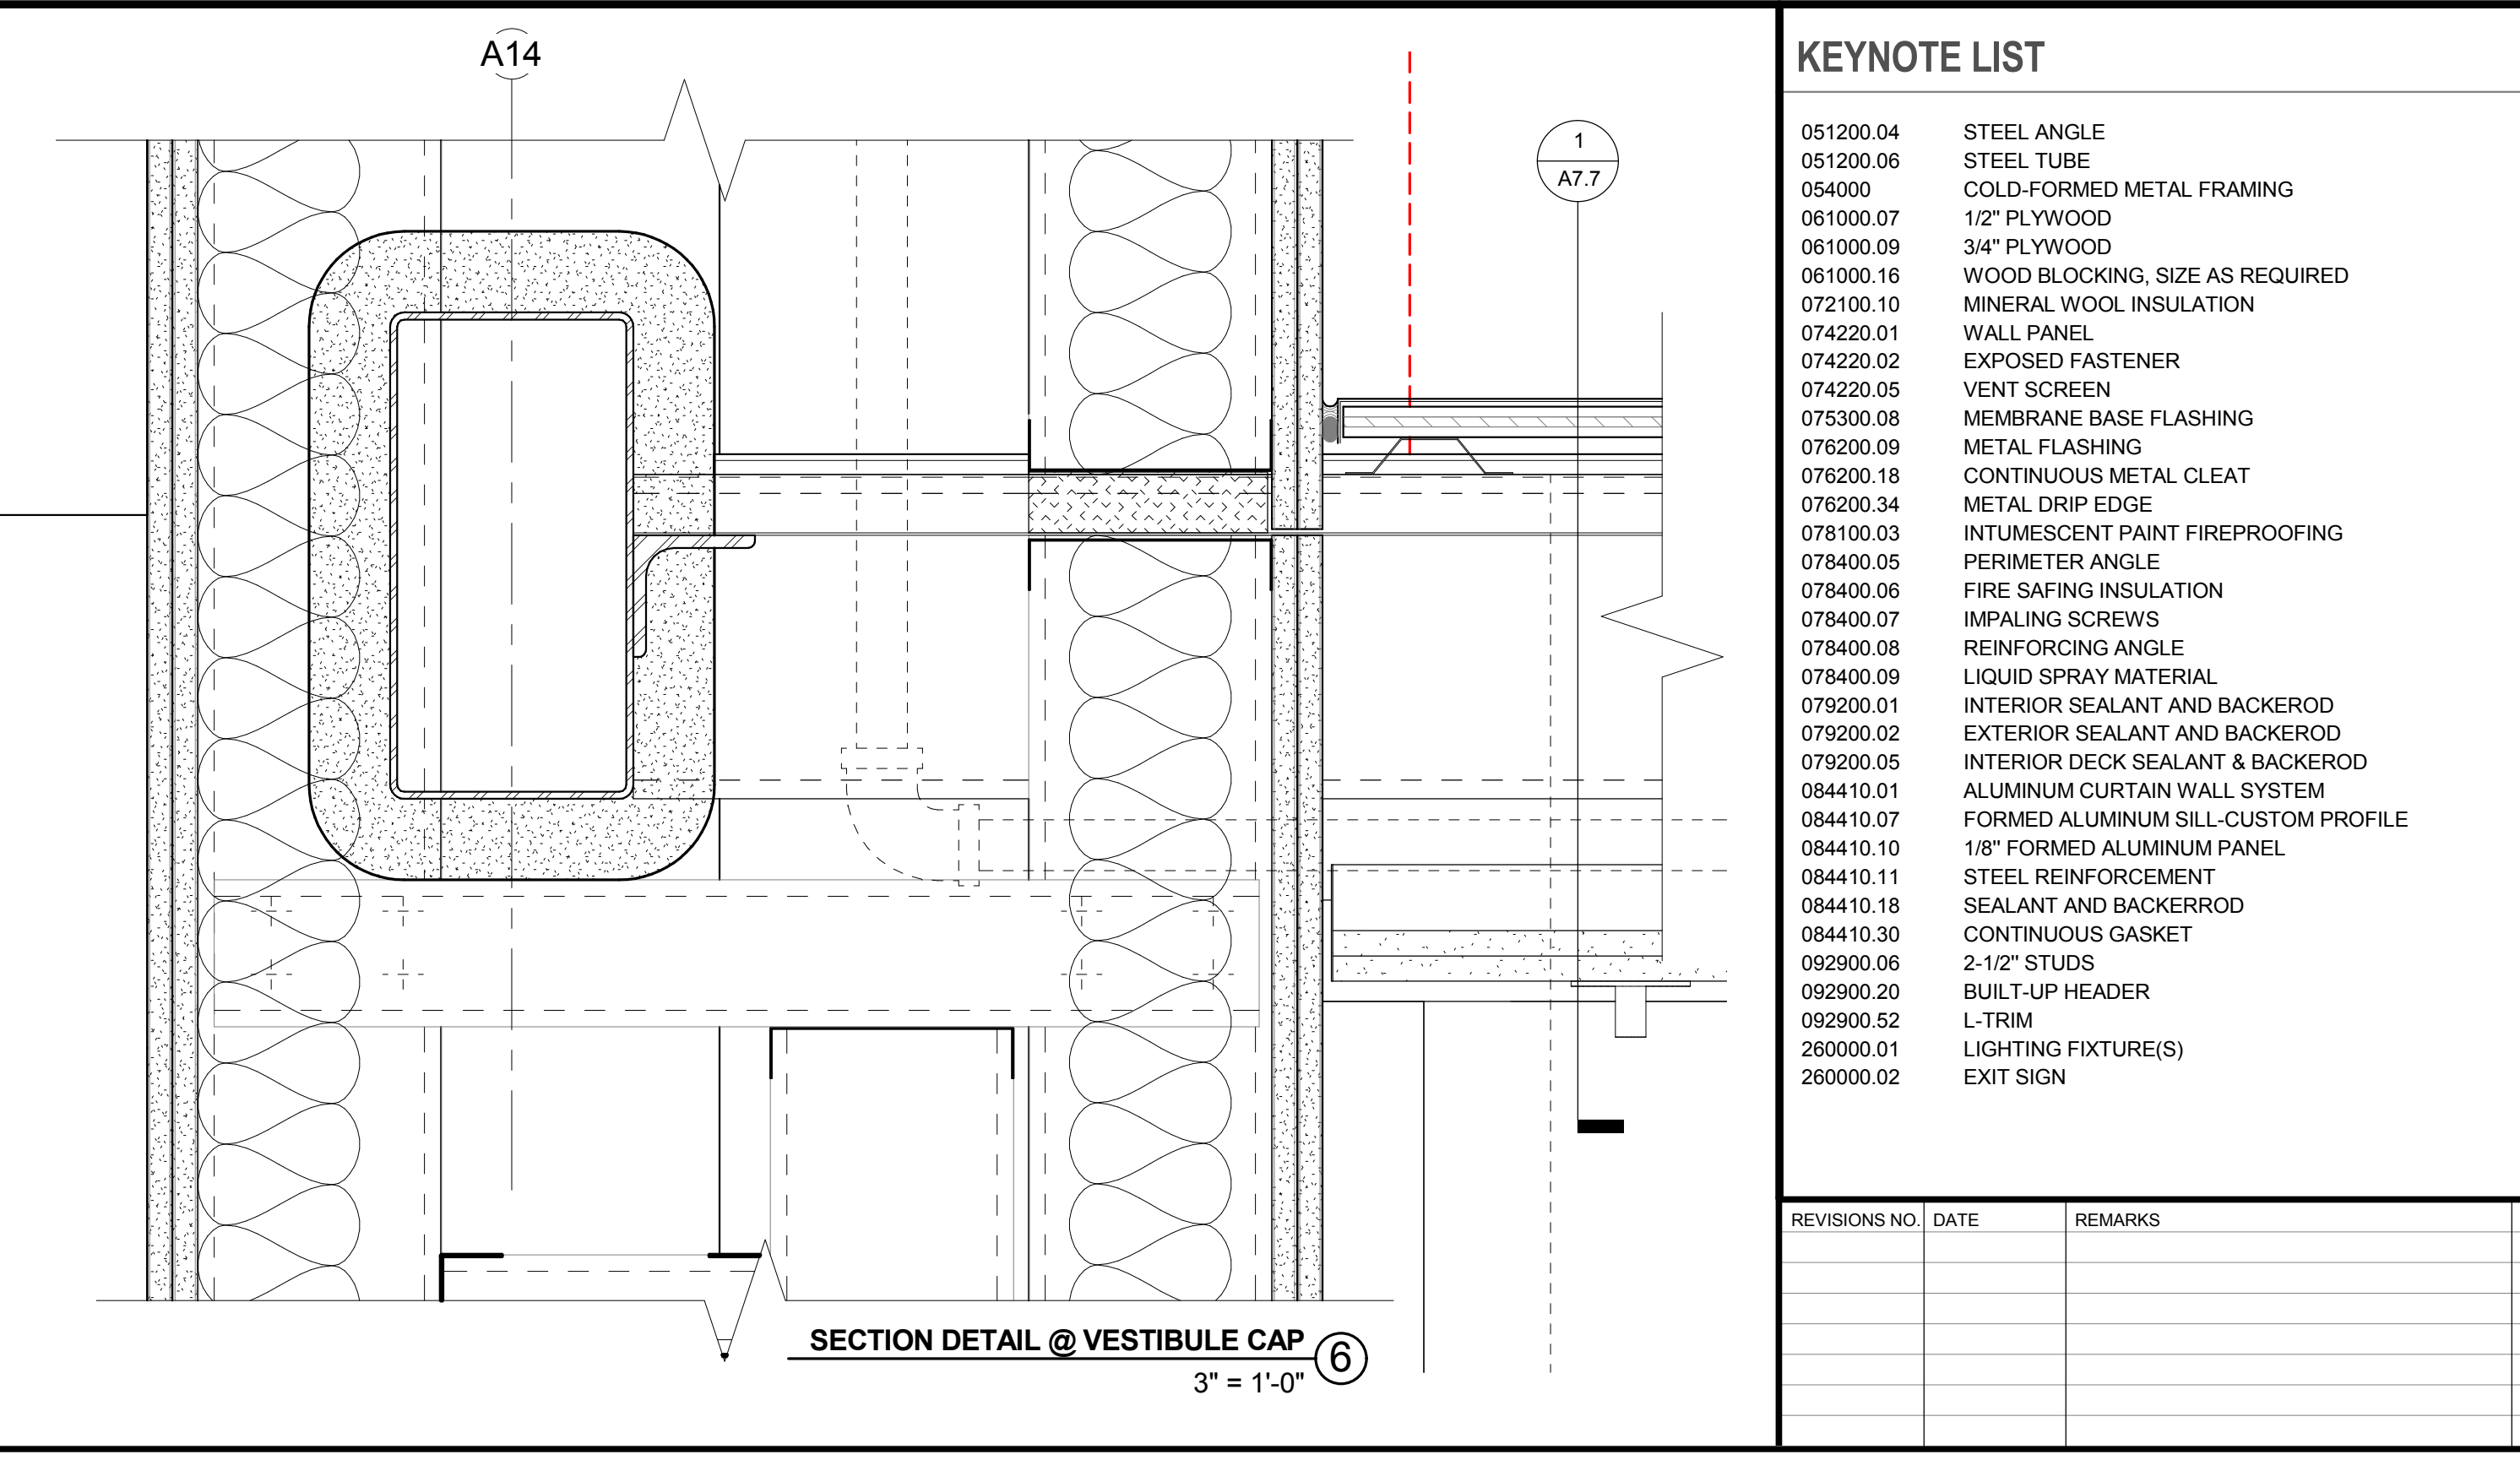 A14
1
A7.7
SECTION DETAIL @ VESTIBULE CAP
6
3" = 1'-0"
KEYNOTE LIST
051200.04 STEEL ANGLE
051200.06 STEEL TUBE
054000 COLD-FORMED METAL FRAMING
061000.07 1/2" PLYWOOD
061000.09 3/4" PLYWOOD
061000.16 WOOD BLOCKING, SIZE AS REQUIRED
072100.10 MINERAL WOOL INSULATION
074220.01 WALL PANEL
074220.02 EXPOSED FASTENER
074220.05 VENT SCREEN
075300.08 MEMBRANE BASE FLASHING
076200.09 METAL FLASHING
076200.18 CONTINUOUS METAL CLEAT
076200.34 METAL DRIP EDGE
078100.03 INTUMESCENT PAINT FIREPROOFING
078400.05 PERIMETER ANGLE
078400.06 FIRE SAFING INSULATION
078400.07 IMPALING SCREWS
078400.08 REINFORCING ANGLE
078400.09 LIQUID SPRAY MATERIAL
079200.01 INTERIOR SEALANT AND BACKEROD
079200.02 EXTERIOR SEALANT AND BACKEROD
079200.05 INTERIOR DECK SEALANT & BACKEROD
084410.01 ALUMINUM CURTAIN WALL SYSTEM
084410.07 FORMED ALUMINUM SILL-CUSTOM PROFILE
084410.10 1/8" FORMED ALUMINUM PANEL
084410.11 STEEL REINFORCEMENT
084410.18 SEALANT AND BACKERROD
084410.30 CONTINUOUS GASKET
092900.06 2-1/2" STUDS
092900.20 BUILT-UP HEADER
092900.52 L-TRIM
260000.01 LIGHTING FIXTURE(S)
260000.02 EXIT SIGN
REVISIONS NO. DATE REMARKS